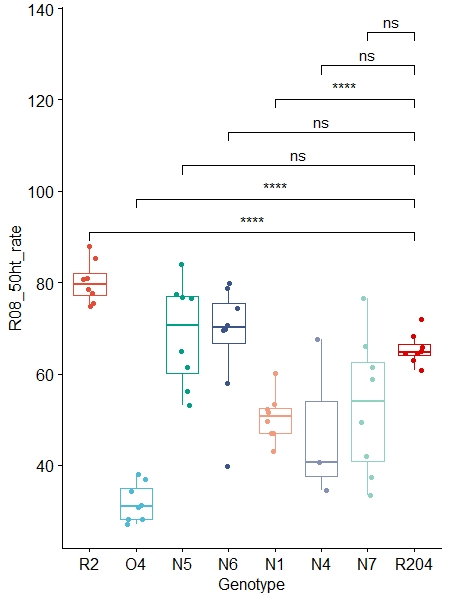 140
120
100
80
60
40
R08_50ht_rate
ns
ns
****
ns
ns
****
****
R2 O4 N5 N6 N1 N4 N7 R204
Genotype